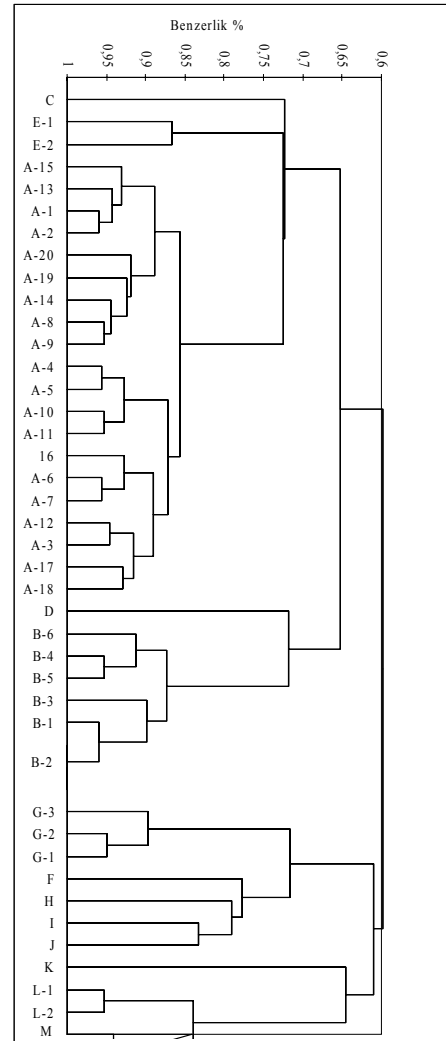 Benzerlik %
1 0,95 0,9 0,85 0,8 0,75 0,7 0,65 0,6
C
E-1
E-2
A-15
A-13
A-1
A-2
A-20
A-19
A-14
A-8
A-9
A-4
A-5
A-10
A-11
16
A-6
A-7
A-12
A-3
A-17
A-18
D
B-6
B-4
B-5
B-3
B-1
B-2
G-3
G-2
G-1
F
H
I
J
K
L-1
L-2
M